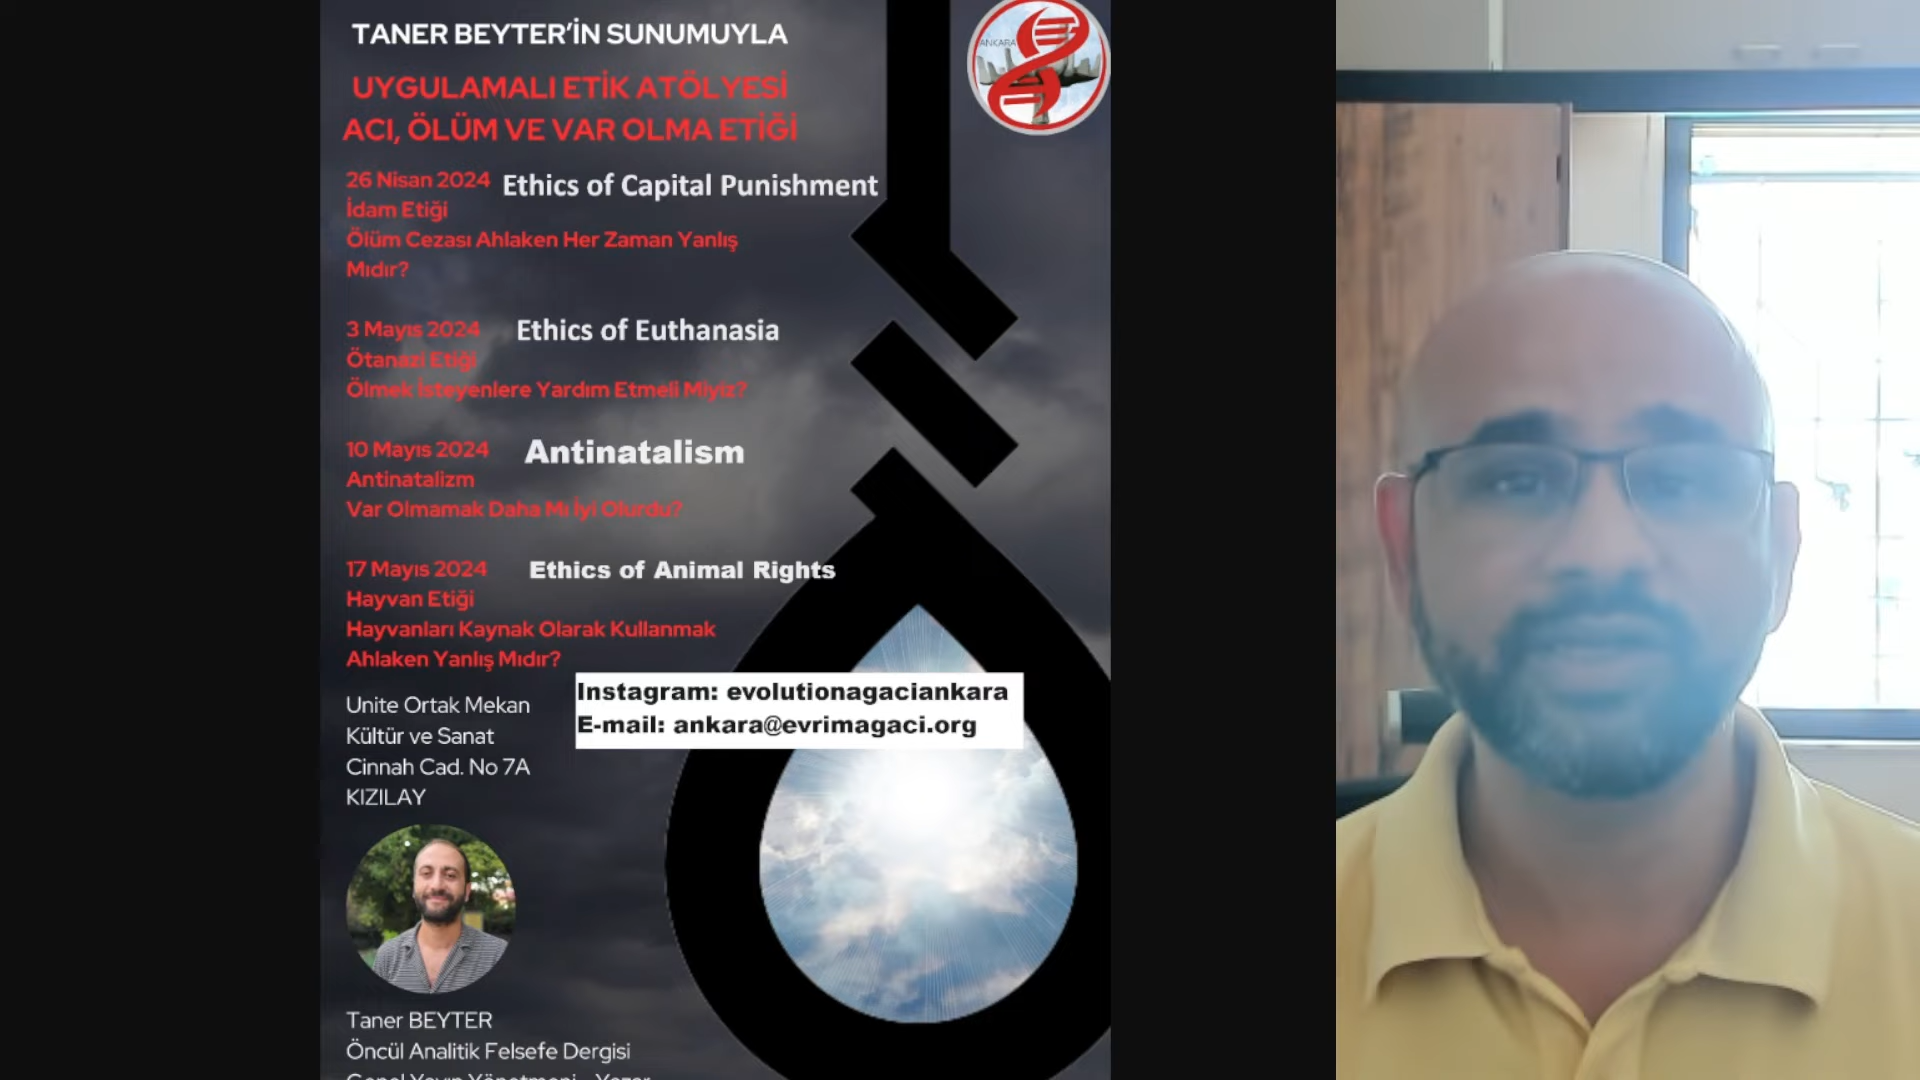 TANER BEYTER'İN SUNUMUYLA
ANKARA
UYGULAMALI ETİK ATÖLYESİ
ACI, ÖLÜM VE VAR OLMA ETİĞİ
26 Nisan 2024 Ethics of Capital Punishment
İdam Etiği
Ölüm Cezası Ahlaken Her Zaman Yanlış
Mıdır?
3 Mayıs 2024 Ethics of Euthanasia
Ötanazi Etiği
Ölmek İsteyenlere Yardım Etmeli Miyiz?
10 Mayıs 2024 Antinatalism
Antinatalizm
Var Olmamak Daha Mı İyi Olurdu?
17 Mayıs 2024 Ethics of Animal Rights
Hayvan Etiği
Hayvanları Kaynak Olarak Kullanmak
Ahlaken Yanlış Mıdır?
Instagram: evolutionagaciankara
E-mail: ankara@evrimagaci.org
Unite Ortak Mekan
Kültür ve Sanat
Cinnah Cad. No 7A
KIZILAY
Taner BEYTER
Öncül Analitik Felsefe Dergisi
Genel Yayın Yönetmeni - Yazar